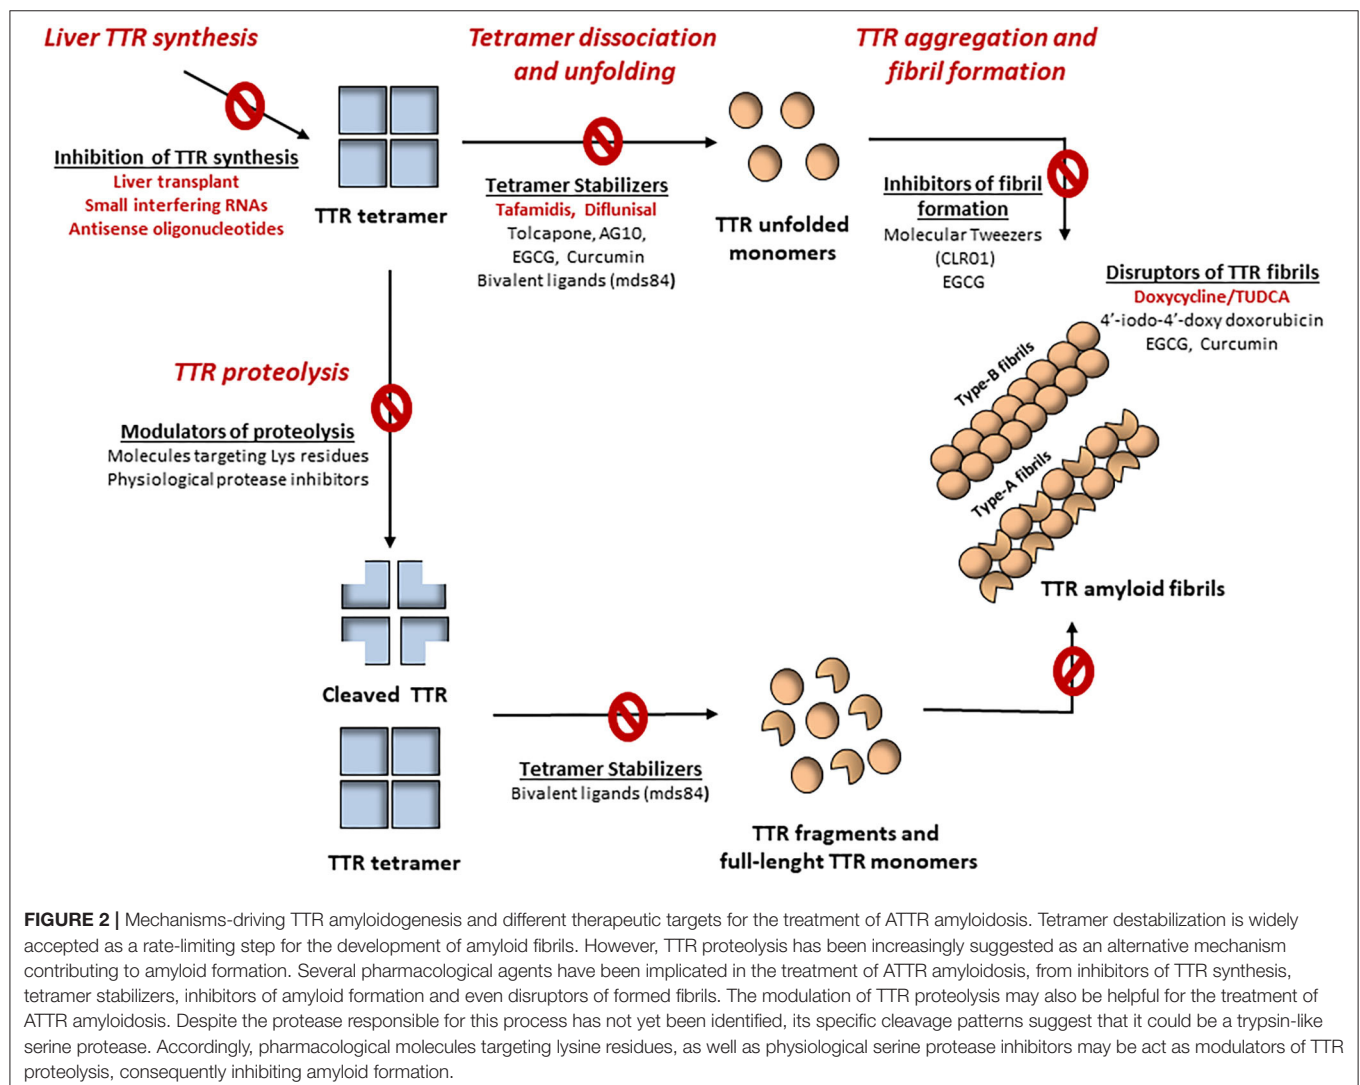 Liver TTR synthesis
Tetramer dissociation
and unfolding
TTR aggregation and
fibril formation
Inhibition of TTR synthesis
Liver transplant
Small interfering RNAs
Antisense oligonucleotides
TTR tetramer
Tetramer Stabilizers
Tafamidis, Diflunisal
Tolcapone, AG10,
EGCG, Curcumin
Bivalent ligands (mds84)
TTR unfolded
monomers
Inhibitors of fibril
formation
Molecular Tweezers
(CLR01)
EGCG
Disruptors of TTR fibrils
Doxycycline/TUDCA
4’-iodo-4’-doxy doxorubicin
EGCG, Curcumin
Type-B fibrils
Type-A fibrils
TTR amyloid fibrils
TTR proteolysis
Modulators of proteolysis
Molecules targeting Lys residues
Physiological protease inhibitors
Cleaved TTR
TTR tetramer
Tetramer Stabilizers
Bivalent ligands (mds84)
TTR fragments and
full-lenght TTR monomers
FIGURE 2 | Mechanisms-driving TTR amyloidogenesis and different therapeutic targets for the treatment of ATTR amyloidosis. Tetramer destabilization is widely
accepted as a rate-limiting step for the development of amyloid fibrils. However, TTR proteolysis has been increasingly suggested as an alternative mechanism
contributing to amyloid formation. Several pharmacological agents have been implicated in the treatment of ATTR amyloidosis, from inhibitors of TTR synthesis,
tetramer stabilizers, inhibitors of amyloid formation and even disruptors of formed fibrils. The modulation of TTR proteolysis may also be helpful for the treatment of
ATTR amyloidosis. Despite the protease responsible for this process has not yet been identified, its specific cleavage patterns suggest that it could be a trypsin-like
serine protease. Accordingly, pharmacological molecules targeting lysine residues, as well as physiological serine protease inhibitors may be act as modulators of TTR
proteolysis, consequently inhibiting amyloid formation.